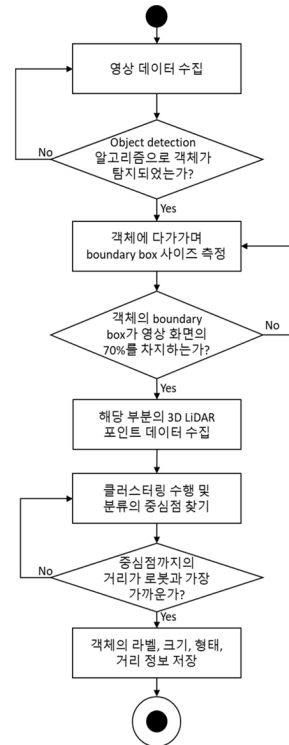 영상 데이터 수집
Object detection
알고리즘으로 객체가
탐지되었는가?
No
Yes
객체에 다가가며
boundary box 사이즈 측정
객체의 boundary
box가 영상 화면의
70%를 차지하는가?
No
Yes
해당 부분의 3D LiDAR
포인트 데이터 수집
클러스터링 수행 및
분류의 중심점 찾기
중심점까지의
거리가 로봇과 가장
가까운가?
No
Yes
객체의 라벨, 크기, 형태,
거리 정보 저장